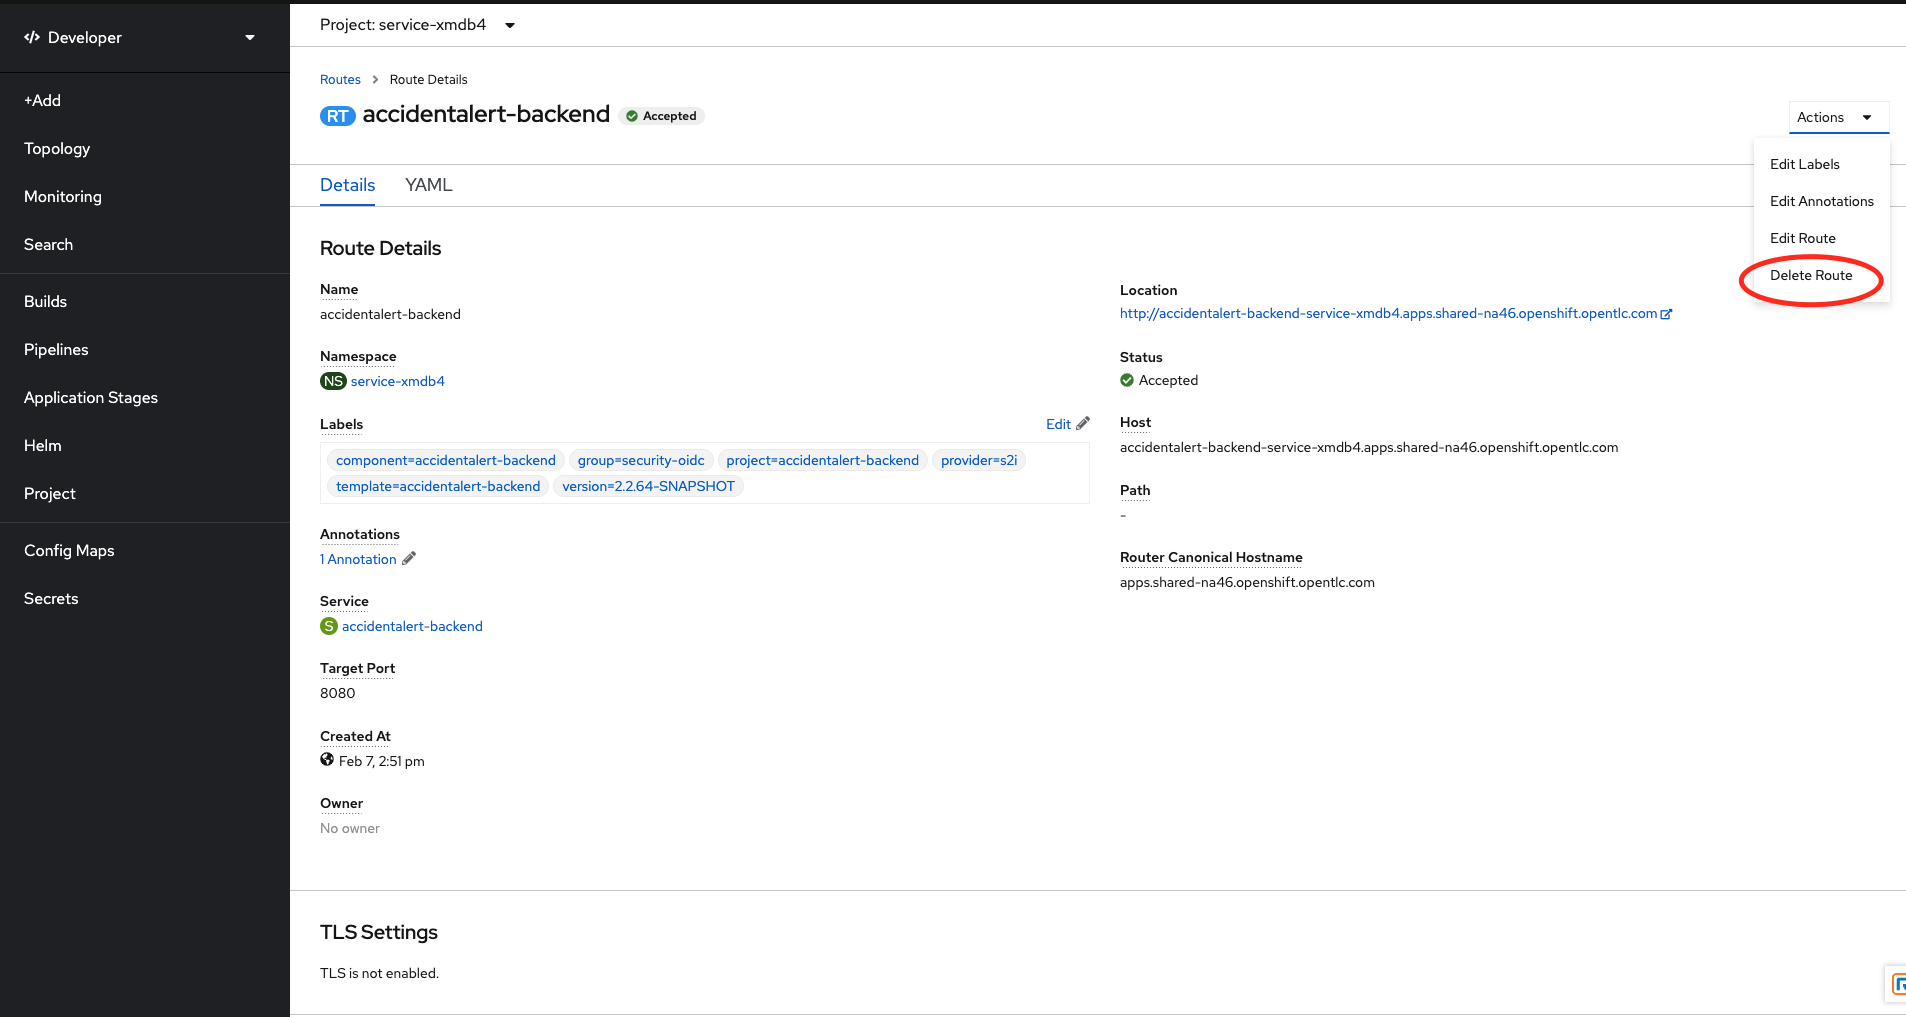 Developer
+Add
Topology
Monitoring
Search
Builds
Pipelines
Application Stages
Helm
Project
Config Maps
Secrets
Project: service-xmdb4
Routes > Route Details
RT accidentalert-backend Accepted
Actions
Edit Labels
Edit Annotations
Edit Route
Delete Route
Details YAML
Route Details
Name
accidentalert-backend
Namespace
NS service-xmdb4
Labels Edit
component=accidentalert-backend group=security-oidc project=accidentalert-backend provider=s2i
template=accidentalert-backend version=2.2.64-SNAPSHOT
Annotations
1 Annotation
Service
S accidentalert-backend
Target Port
8080
Created At
Feb 7, 2:51 pm
Owner
No owner
Location
http://accidentalert-backend-service-xmdb4.apps.shared-na46.openshift.opentlc.com
Status
Accepted
Host
accidentalert-backend-service-xmdb4.apps.shared-na46.openshift.opentlc.com
Path
-
Router Canonical Hostname
apps.shared-na46.openshift.opentlc.com
TLS Settings
TLS is not enabled.